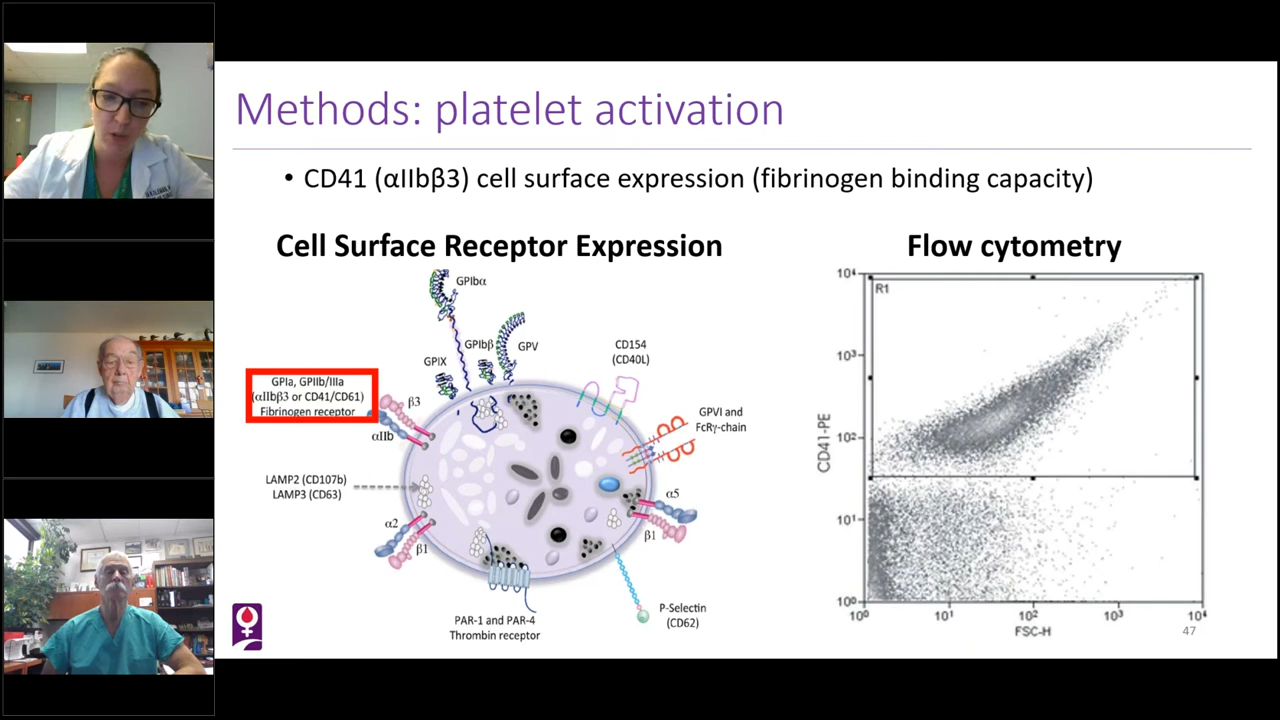 Methods: platelet activation
• CD41 (αIIbβ3) cell surface expression (fibrinogen binding capacity)
Cell Surface Receptor Expression
GPIbα
GPIbβ
GPV
GPIX
CD154
(CD40L)
GPIa, GPIIb/IIIa
(αIIbβ3 or CD41/CD61)
Fibrinogen receptor
β3
αIIb
GPVI and
FcRγ-chain
LAMP2 (CD107b)
LAMP3 (CD63)
α5
β1
α2
β1
P-Selectin
(CD62)
PAR-1 and PAR-4
Thrombin receptor
Flow cytometry
R1
10⁴
10³
10²
10¹
10⁰
CD41-PE
10⁰ 10¹ 10² 10³ 10⁴
FSC-H
47